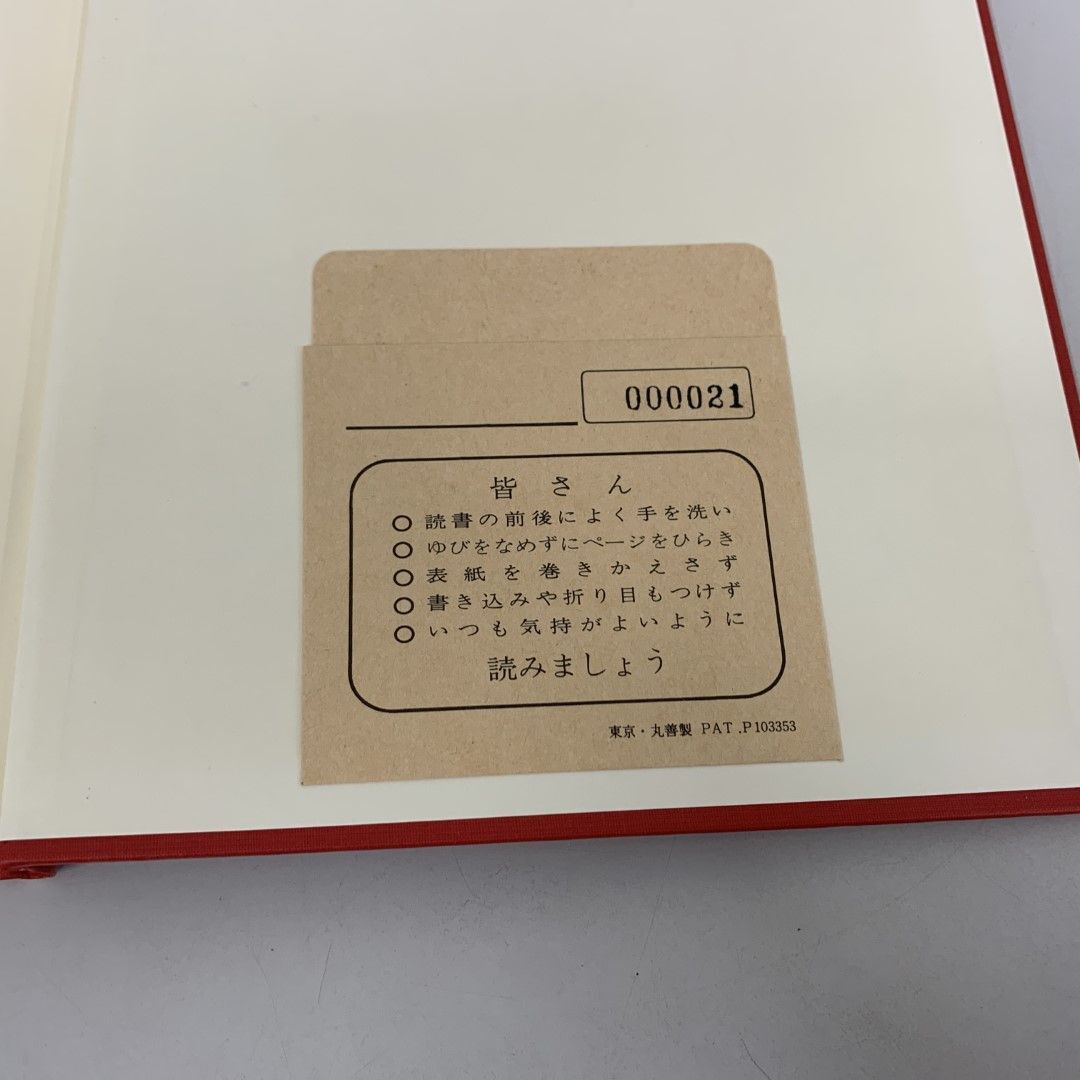 000021
皆さん
○ 読書の前後によく手を洗い
○ ゆびをなめずにページをひらき
○ 表紙を巻きかえさず
○ 書き込みや折り目もつけず
○ いつも気持がよいように
読みましょう
東京・丸善製 PAT.P103353